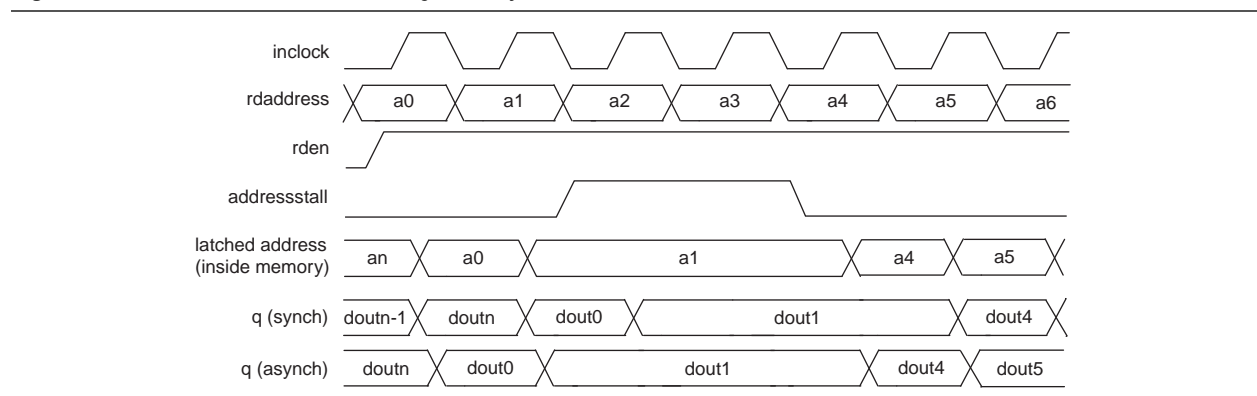 inclock
rdaddress a0 a1 a2 a3 a4 a5 a6
rden
addressstall
latched address
(inside memory) an a0 a1 a4 a5
q (synch) doutn-1 doutn dout0 dout1 dout4
q (asynch) doutn dout0 dout1 dout4 dout5